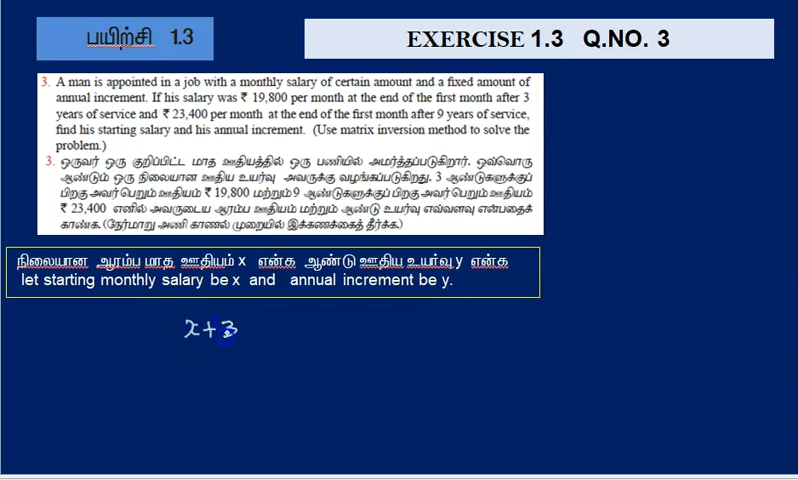 பயிற்சி 1.3
EXERCISE 1.3 Q.NO. 3
3. A man is appointed in a job with a monthly salary of certain amount and a fixed amount of
annual increment. If his salary was ₹ 19,800 per month at the end of the first month after 3
years of service and ₹ 23,400 per month at the end of the first month after 9 years of service,
find his starting salary and his annual increment. (Use matrix inversion method to solve the
problem.)
3. ஒருவர் ஒரு குறிப்பிட்ட மாத ஊதியத்தில் ஒரு பணியில் அமர்த்தப்படுகிறார். ஒவ்வொரு
ஆண்டும் ஒரு நிலையான ஊதிய உயர்வு அவருக்கு வழங்கப்படுகிறது. 3 ஆண்டுகளுக்குப்
பிறகு அவர் பெறும் ஊதியம் ₹ 19,800 மற்றும் 9 ஆண்டுகளுக்குப் பிறகு அவர் பெறும் ஊதியம்
₹ 23,400 எனில் அவருடைய ஆரம்ப ஊதியம் மற்றும் ஆண்டு உயர்வு எவ்வளவு என்பதைக்
காண்க. (நேர்மாறு அணி காணல் முறையில் இக்கணக்கைத் தீர்க்க.)
நிலையான ஆரம்ப மாத ஊதியம் x என்க ஆண்டு ஊதிய உயர்வு y என்க
let starting monthly salary be x and annual increment be y.
x+3